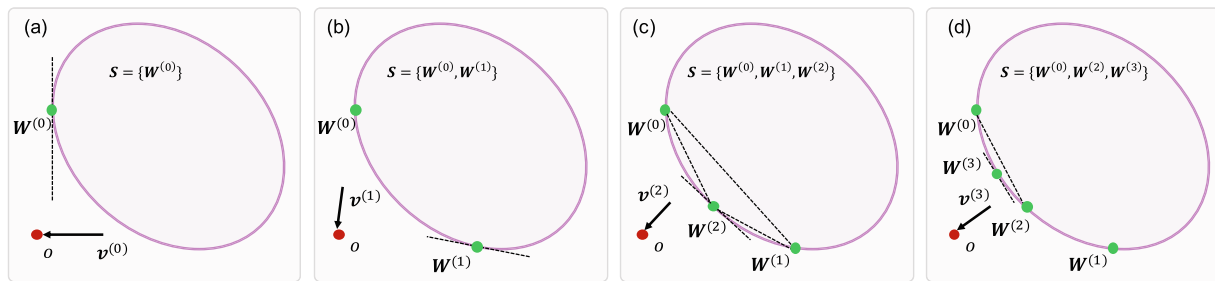 (a)
S = {W^(0)}
W^(0)
v^(0)
o
(b)
S = {W^(0), W^(1)}
W^(0)
v^(1)
o
W^(1)
(c)
S = {W^(0), W^(1), W^(2)}
W^(0)
v^(2)
W^(2)
o
W^(1)
(d)
S = {W^(0), W^(2), W^(3)}
W^(0)
W^(3)
v^(3)
W^(2)
o
W^(1)